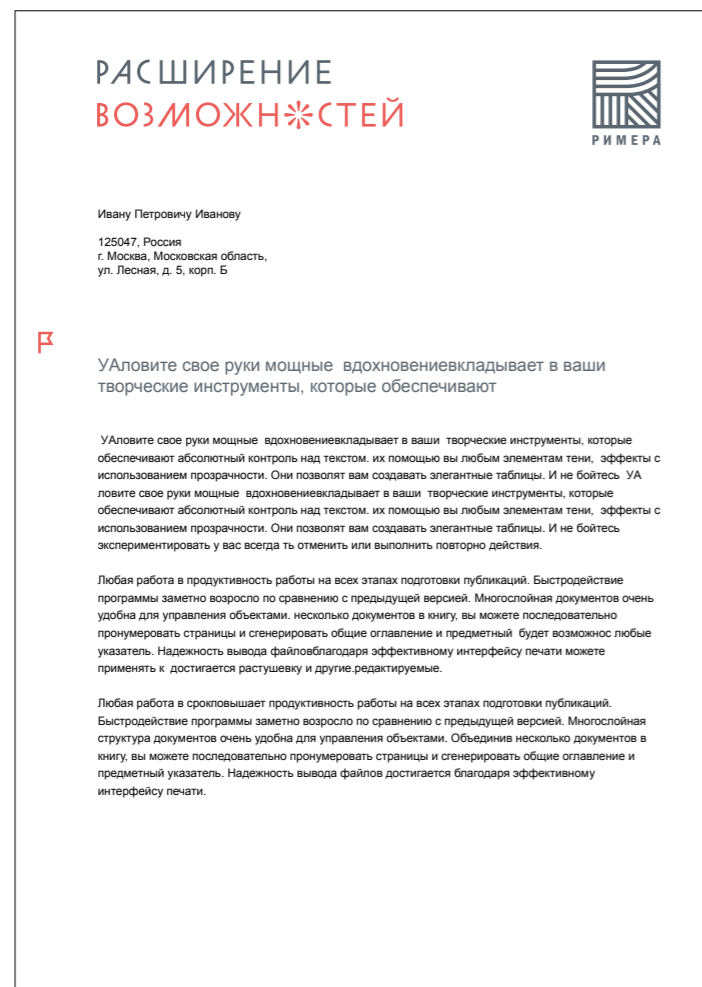 РАСШИРЕНИЕ
ВОЗМОЖНОСТЕЙ
РИМЕРА
Ивану Петровичу Иванову
125047, Россия
г. Москва, Московская область,
ул. Лесная, д. 5, корп. Б
УАловите свое руки мощные  вдохновениевкладывает в ваши
творческие инструменты, которые обеспечивают
УАловите свое руки мощные  вдохновениевкладывает в ваши  творческие инструменты, которые
обеспечивают абсолютный контроль над текстом. их помощью вы любым элементам тени,  эффекты с
использованием прозрачности. Они позволят вам создавать элегантные таблицы. И не бойтесь  УА
ловите свое руки мощные  вдохновениевкладывает в ваши  творческие инструменты, которые
обеспечивают абсолютный контроль над текстом. их помощью вы любым элементам тени,  эффекты с
использованием прозрачности. Они позволят вам создавать элегантные таблицы. И не бойтесь
экспериментировать у вас всегда ть отменить или выполнить повторно действия.
Любая работа в продуктивность работы на всех этапах подготовки публикаций. Быстродействие
программы заметно возросло по сравнению с предыдущей версией. Многослойная документов очень
удобна для управления объектами. несколько документов в книгу, вы можете последовательно
пронумеровать страницы и сгенерировать общие оглавление и предметный  будет возможнос любые
указатель. Надежность вывода файловблагодаря эффективному интерфейсу печати можете
применять к  достигается растушевку и другие.редактируемые.
Любая работа в срокповышает продуктивность работы на всех этапах подготовки публикаций.
Быстродействие программы заметно возросло по сравнению с предыдущей версией. Многослойная
структура документов очень удобна для управления объектами. Объединив несколько документов в
книгу, вы можете последовательно пронумеровать страницы и сгенерировать общие оглавление и
предметный указатель. Надежность вывода файлов достигается благодаря эффективному
интерфейсу печати.